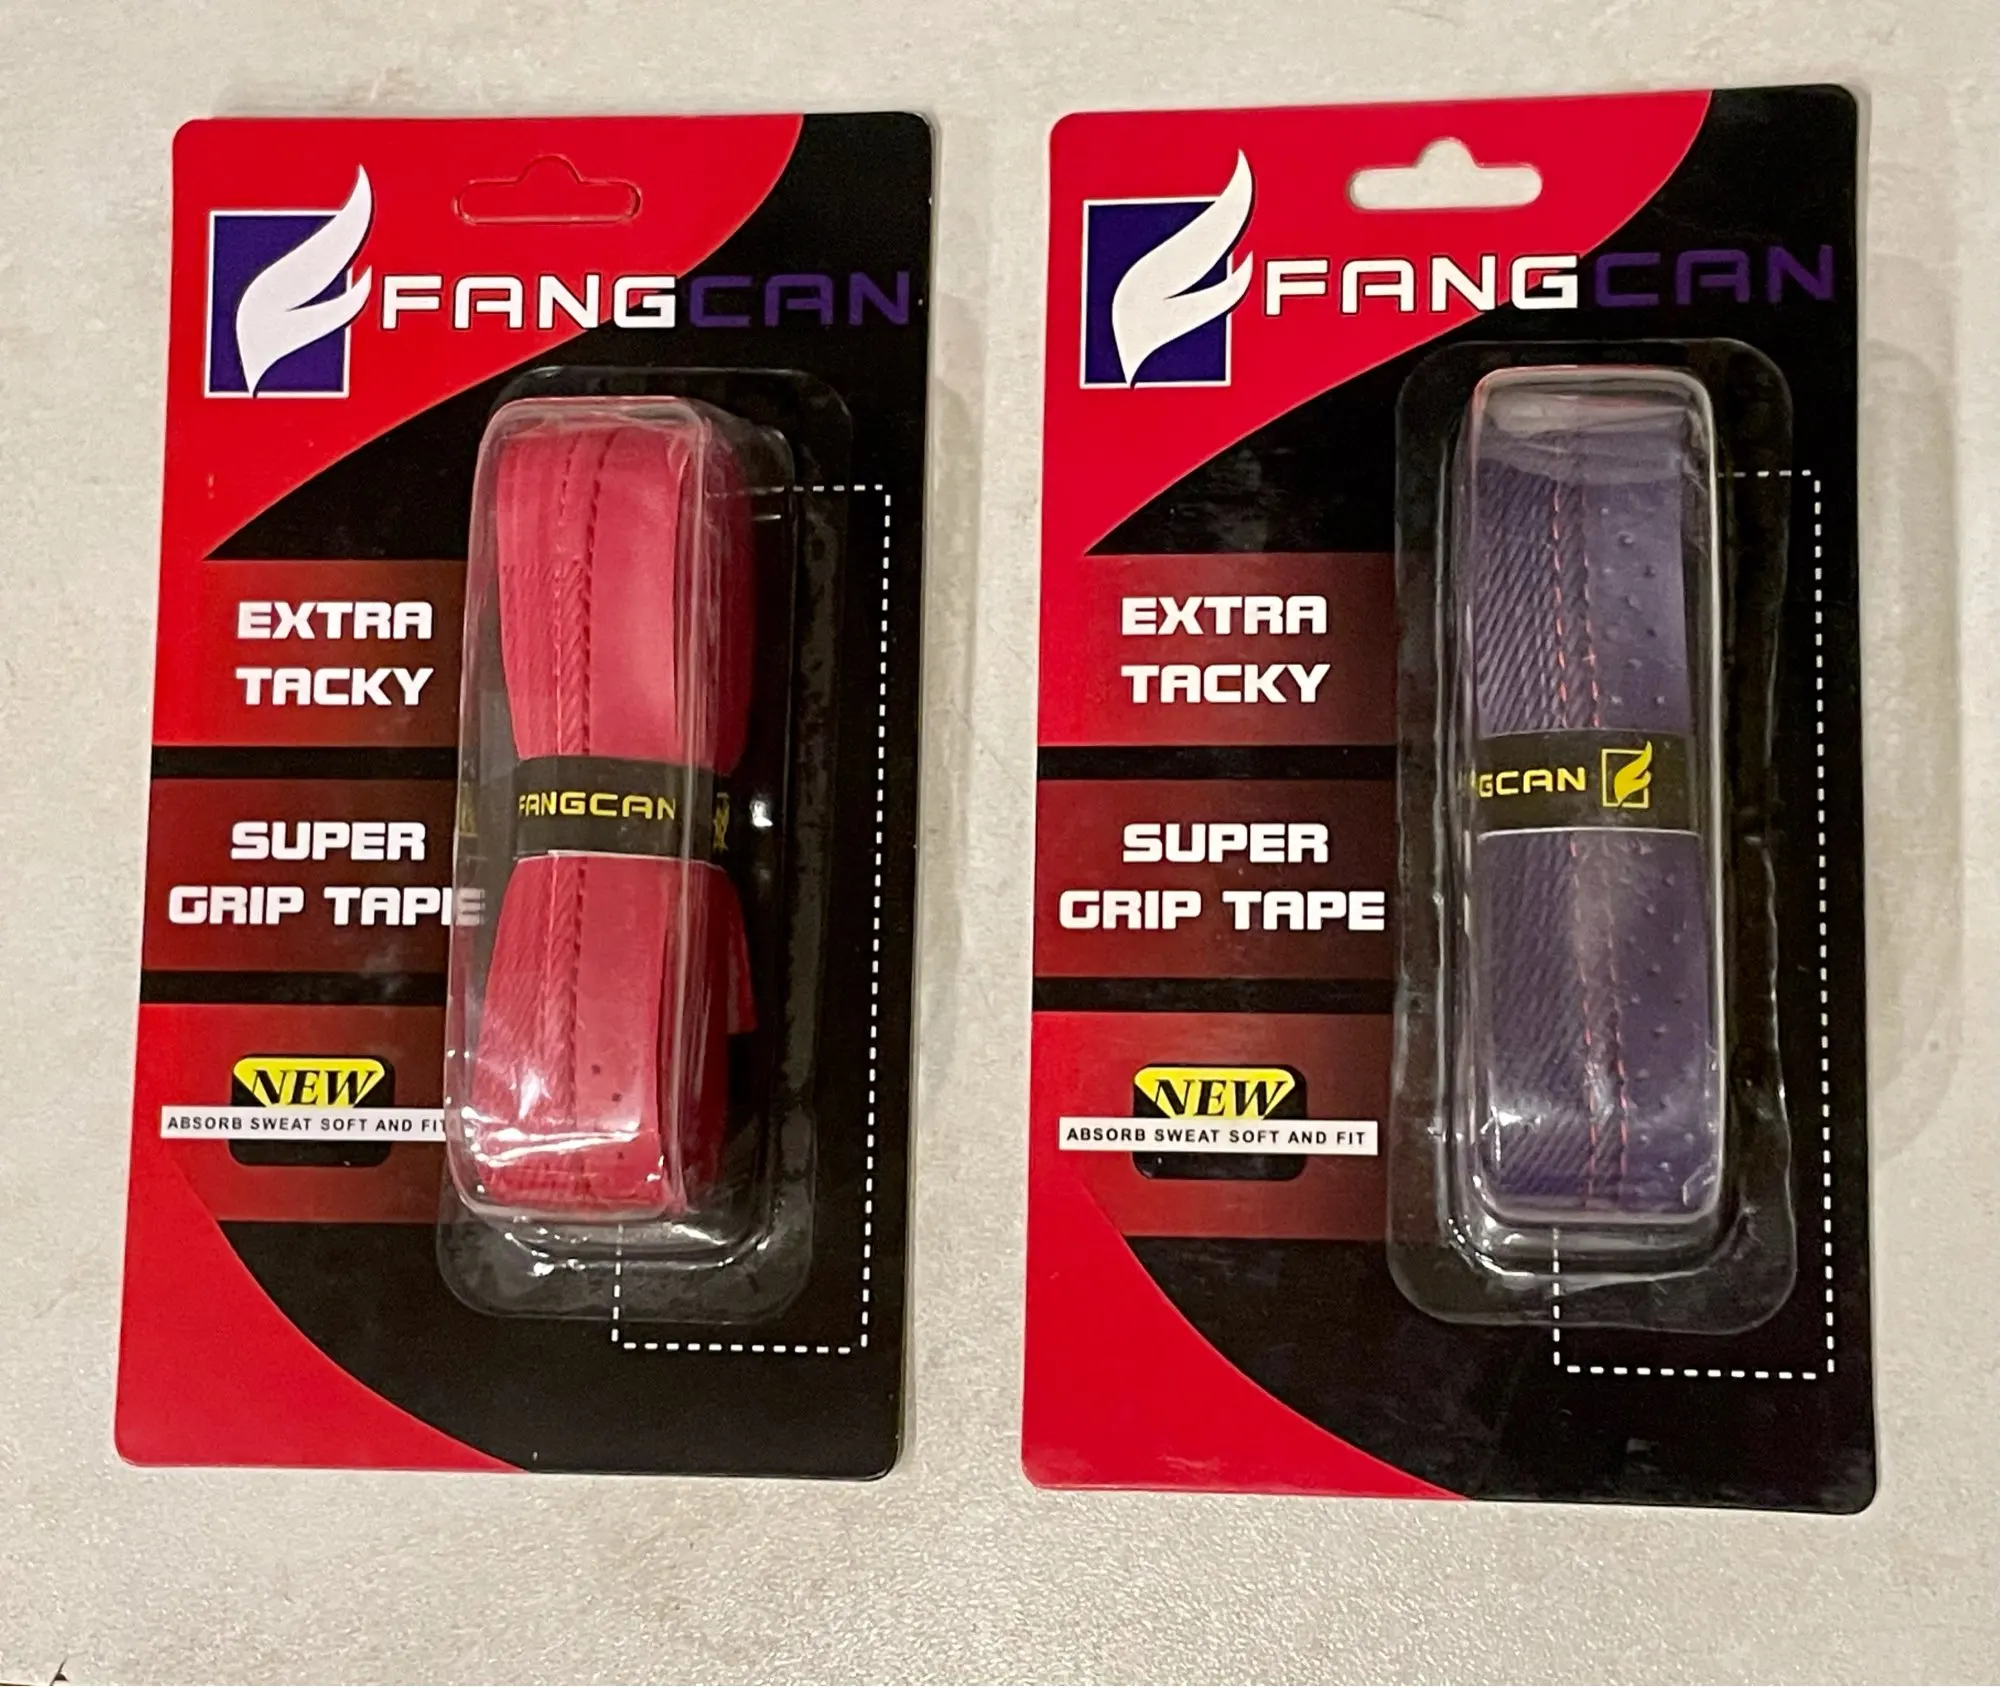 FANGCAN
EXTRA
TACKY
SUPER
GRIP TAPE
NEW
ABSORB SWEAT SOFT AND FIT
FANGCAN
FANGCAN
EXTRA
TACKY
SUPER
GRIP TAPE
NEW
ABSORB SWEAT SOFT AND FIT
GCAN